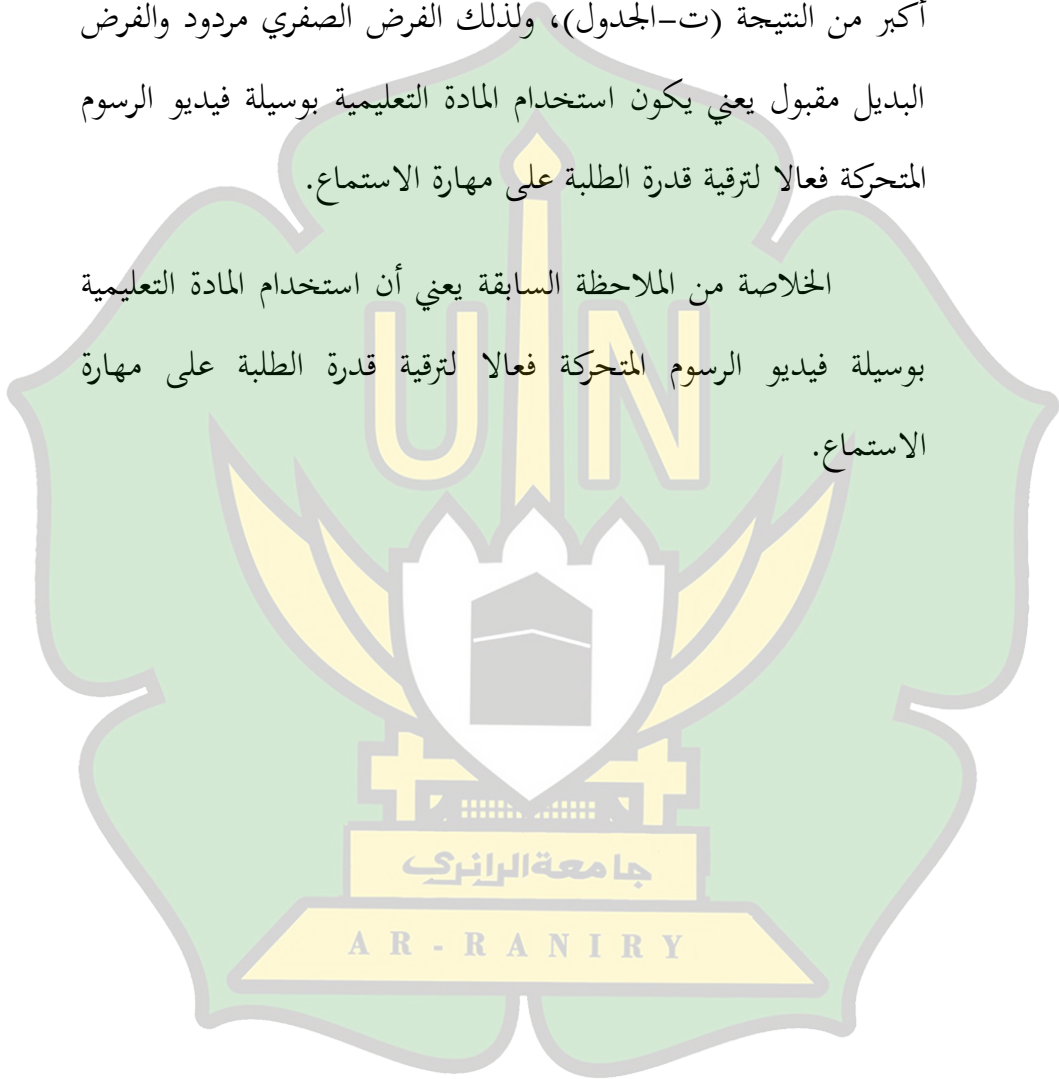 أكبر من النتيجة (ت–الجدول)، ولذلك الفرض الصفري مردود والفرض
البديل مقبول يعني يكون استخدام المادة التعليمية بوسيلة فيديو الرسوم
المتحركة فعالا لترقية قدرة الطلبة على مهارة الاستماع.
الخلاصة من الملاحظة السابقة يعني أن استخدام المادة التعليمية
بوسيلة فيديو الرسوم المتحركة فعالا لترقية قدرة الطلبة على مهارة
الاستماع.
UIN
جامعةالرانري
AR-RANIRY